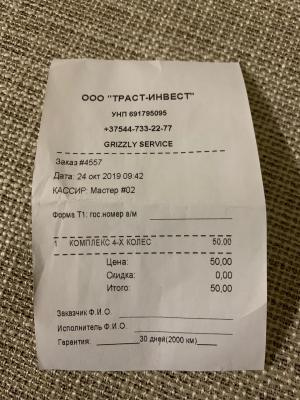 ООО "ТРАСТ-ИНВЕСТ"
УНП 691795095
+37544-733-22-77
GRIZZLY SERVICE
Заказ #4557
Дата: 24 окт 2019 09:42
КАССИР: Мастер #02
Форма Т1: гос.номер а/м
1 КОМПЛЕКС 4-Х КОЛЕС 50,00
Цена: 50,00
Скидка: 0,00
Итого: 50,00
Заказчик Ф.И.О.
Исполнитель Ф.И.О.
Гарантия: 30 дней(2000 км)